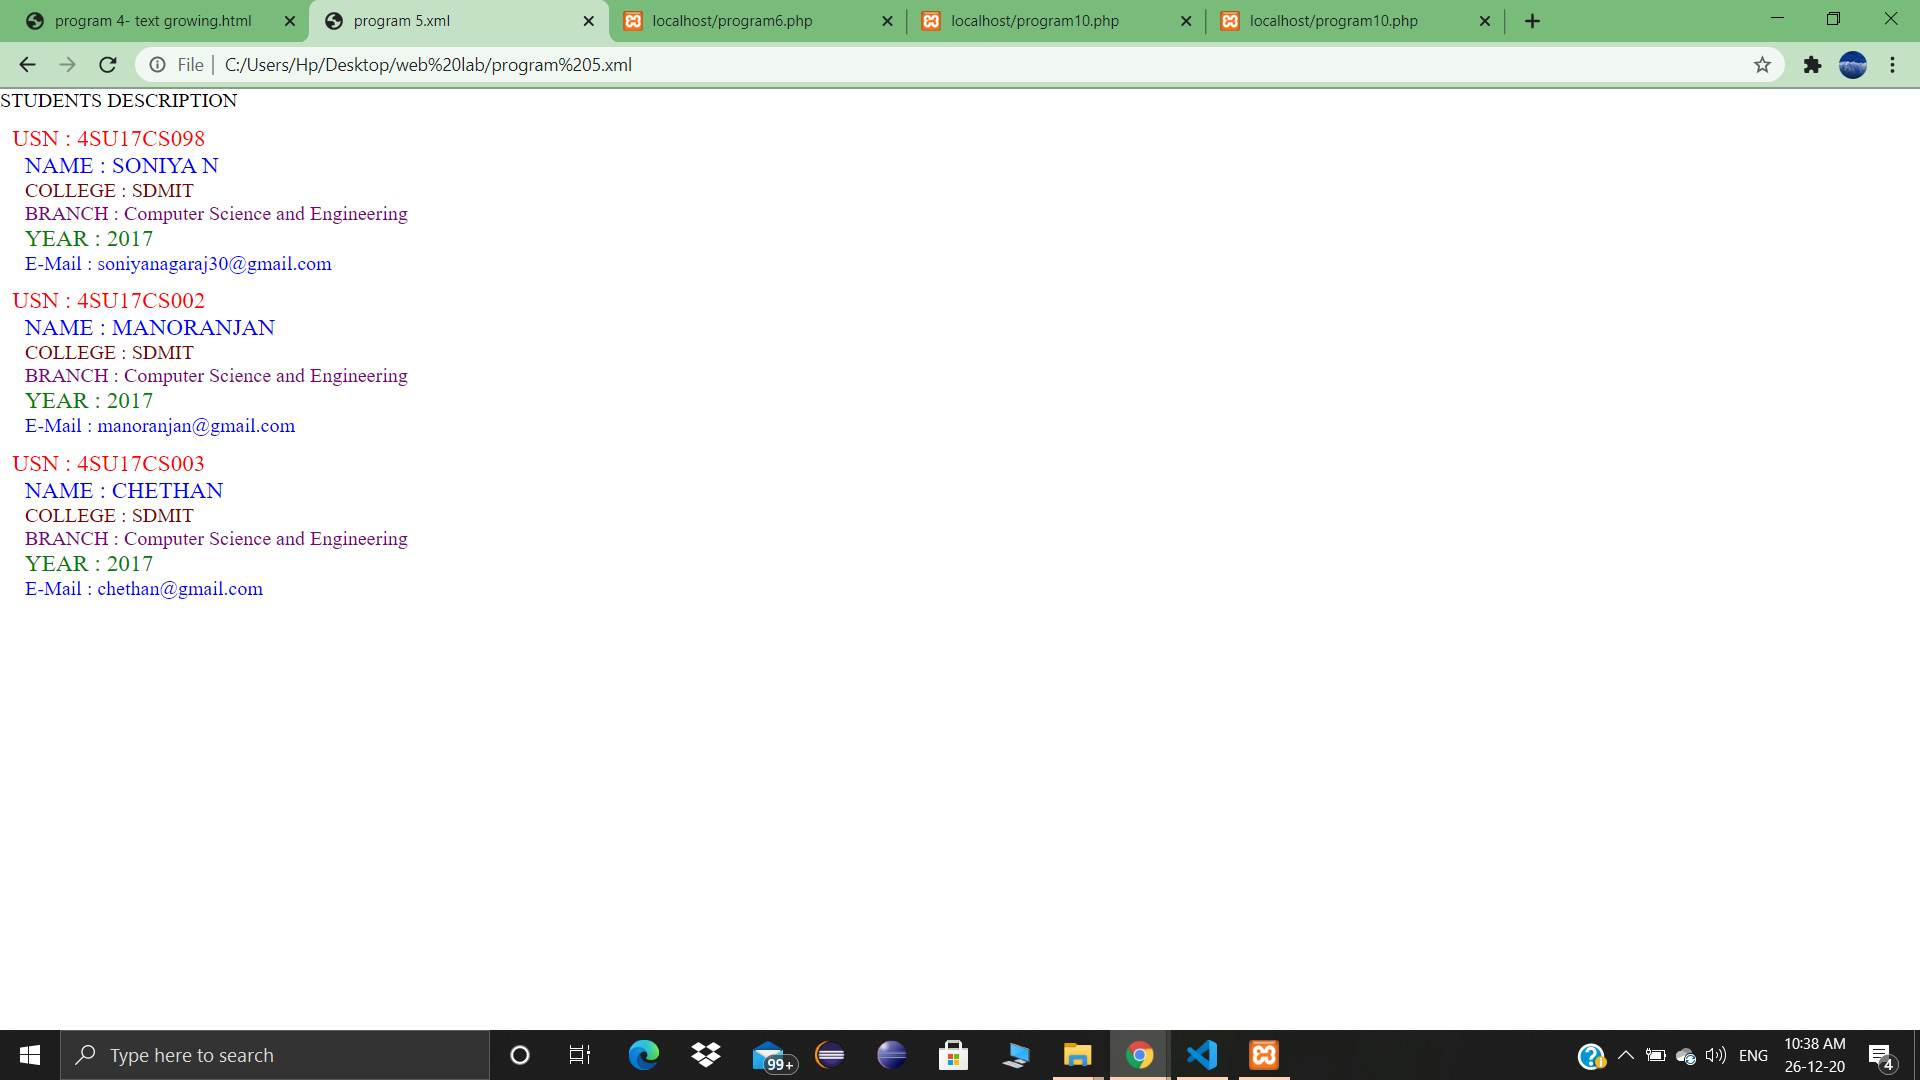 program 4- text growing.html
program 5.xml
localhost/program6.php
localhost/program10.php
localhost/program10.php
File
C:/Users/Hp/Desktop/web%20lab/program%205.xml
STUDENTS DESCRIPTION
USN : 4SU17CS098
NAME : SONIYA N
COLLEGE : SDMIT
BRANCH : Computer Science and Engineering
YEAR : 2017
E-Mail : soniyanagaraj30@gmail.com
USN : 4SU17CS002
NAME : MANORANJAN
COLLEGE : SDMIT
BRANCH : Computer Science and Engineering
YEAR : 2017
E-Mail : manoranjan@gmail.com
USN : 4SU17CS003
NAME : CHETHAN
COLLEGE : SDMIT
BRANCH : Computer Science and Engineering
YEAR : 2017
E-Mail : chethan@gmail.com
Type here to search
99+
ENG
10:38 AM
26-12-20
4